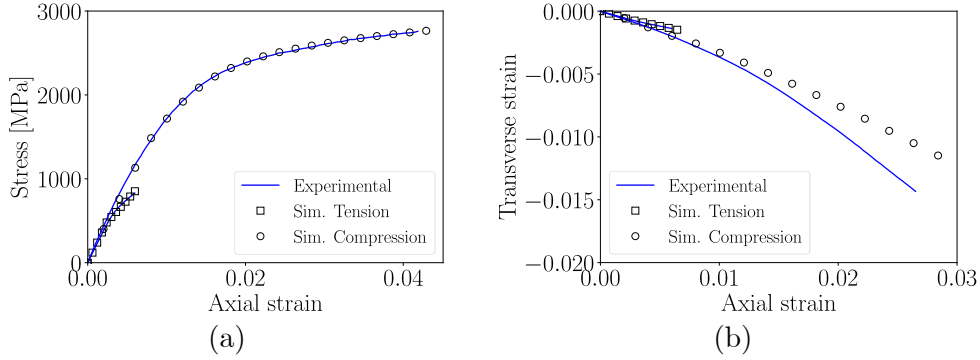 3000
2000
1000
0
0.00
0.02
0.04
Stress [MPa]
Axial strain
Experimental
Sim. Tension
Sim. Compression
(a)
0.000
−0.005
−0.010
−0.015
−0.020
0.00
0.01
0.02
0.03
Transverse strain
Axial strain
Experimental
Sim. Tension
Sim. Compression
(b)